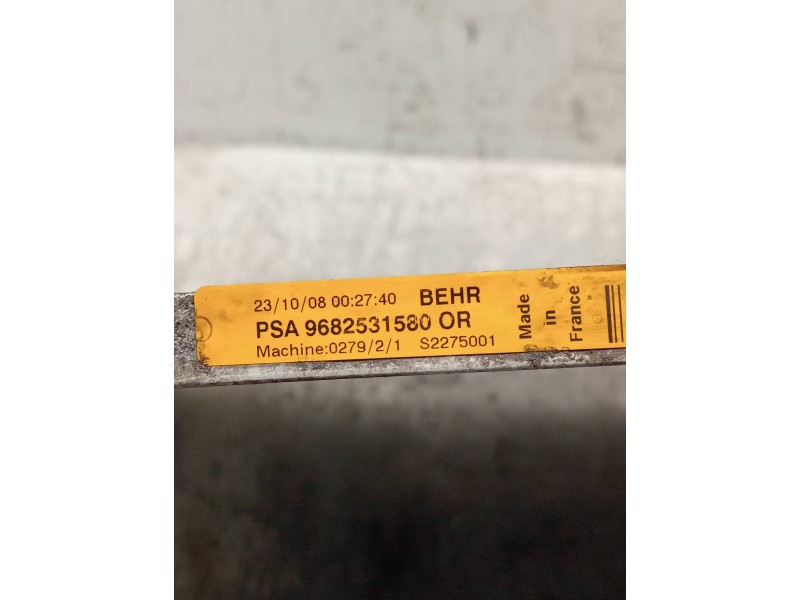 23/10/08 00:27:40 BEHR
PSA 9682531580 OR
Machine:0279/2/1 S2275001
Made
in
France